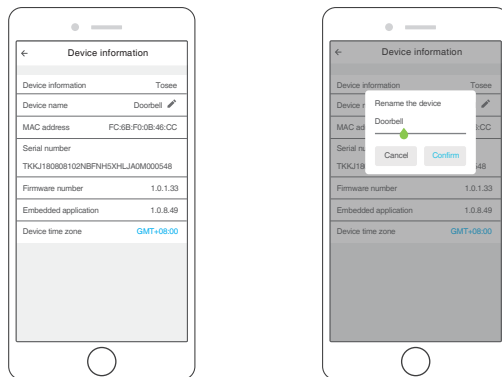 ← Device information
Device information Tosee
Device name Doorbell
MAC address FC:6B:F0:0B:46:CC
Serial number
TKKJ180808102NBFNH5XHLJA0M000548
Firmware number 1.0.1.33
Embedded application 1.0.8.49
Device time zone GMT+08:00
← Device information
Device information Tosee
Device n
MAC ad :CC
Serial nu
TKKJ18 548
Firmware number 1.0.1.33
Embedded application 1.0.8.49
Device time zone GMT+08:00
Rename the device
Doorbell
Cancel Confirm